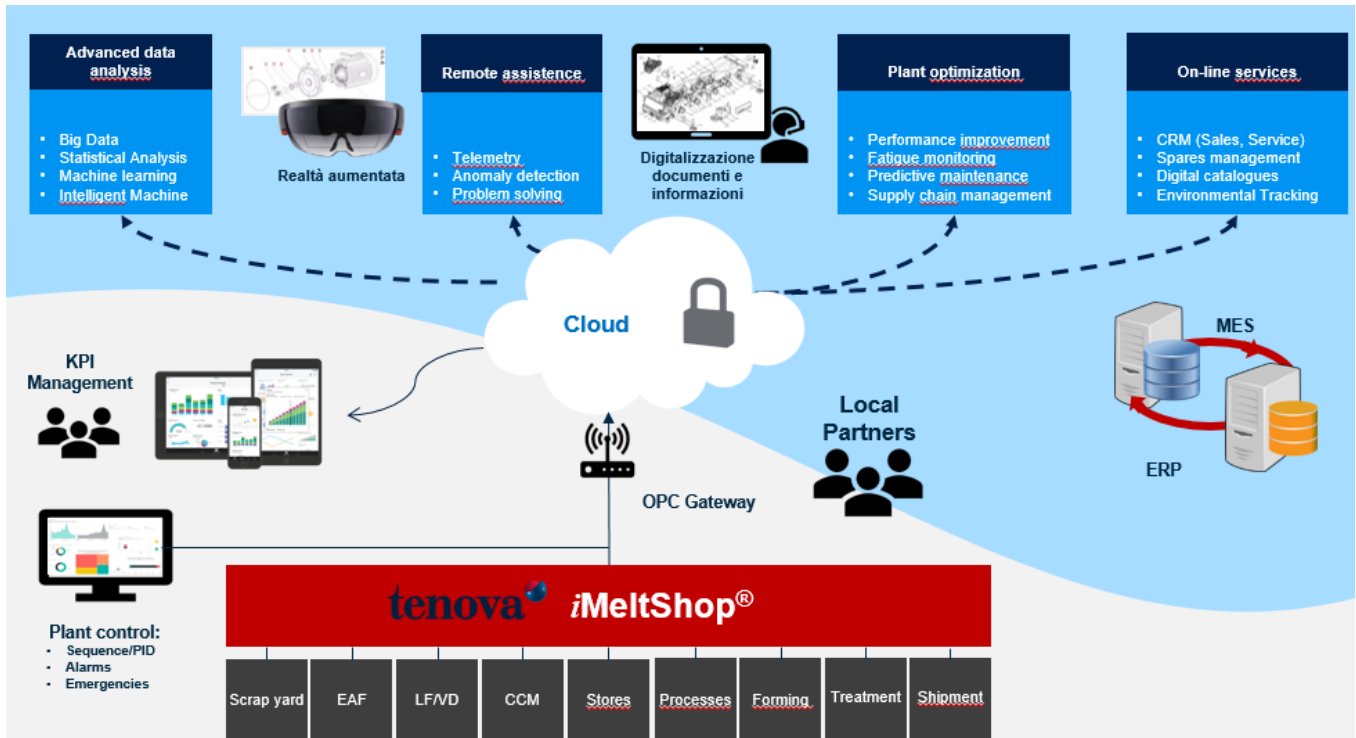 Advanced data
analysis
• Big Data
• Statistical Analysis
• Machine learning
• Intelligent Machine
Realtà aumentata
Remote assistence
• Telemetry
• Anomaly detection
• Problem solving
Digitalizzazione
documenti e
informazioni
Plant optimization
• Performance improvement
• Fatigue monitoring
• Predictive maintenance
• Supply chain management
On-line services
• CRM (Sales, Service)
• Spares management
• Digital catalogues
• Environmental Tracking
Cloud
KPI
Management
MES
ERP
Local
Partners
OPC Gateway
Plant control:
• Sequence/PID
• Alarms
• Emergencies
tenova iMeltShop®
Scrap yard
EAF
LF/VD
CCM
Stores
Processes
Forming
Treatment
Shipment